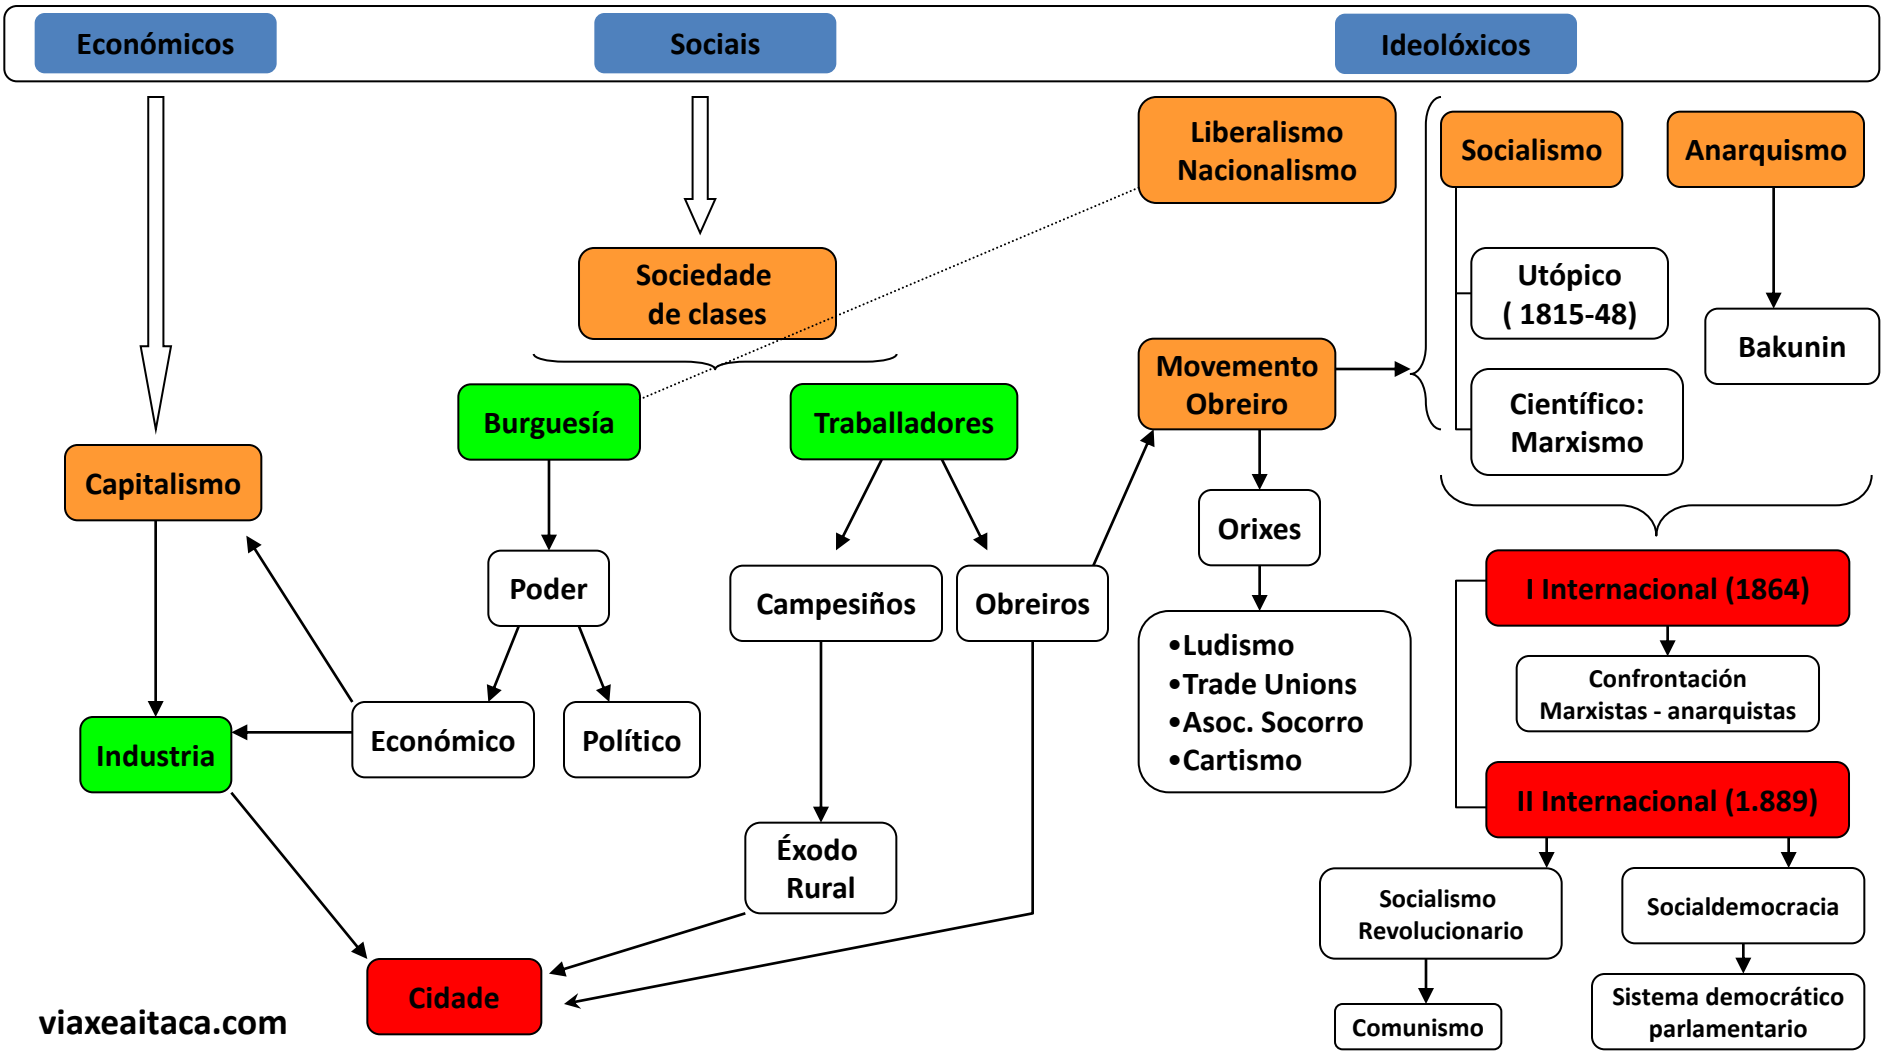 Económicos
Sociais
Ideolóxicos
Liberalismo
Nacionalismo
Socialismo
Anarquismo
Sociedade
de clases
Utópico
( 1815-48)
Bakunin
Movemento
Obreiro
Científico:
Marxismo
Burguesía
Traballadores
Capitalismo
Orixes
Poder
Campesiños
Obreiros
I Internacional (1864)
•Ludismo
•Trade Unions
•Asoc. Socorro
•Cartismo
Confrontación
Marxistas - anarquistas
Industria
Económico
Político
II Internacional (1.889)
Éxodo
Rural
Socialismo
Revolucionario
Socialdemocracia
Cidade
Sistema democrático
parlamentario
Comunismo
viaxeaitaca.com